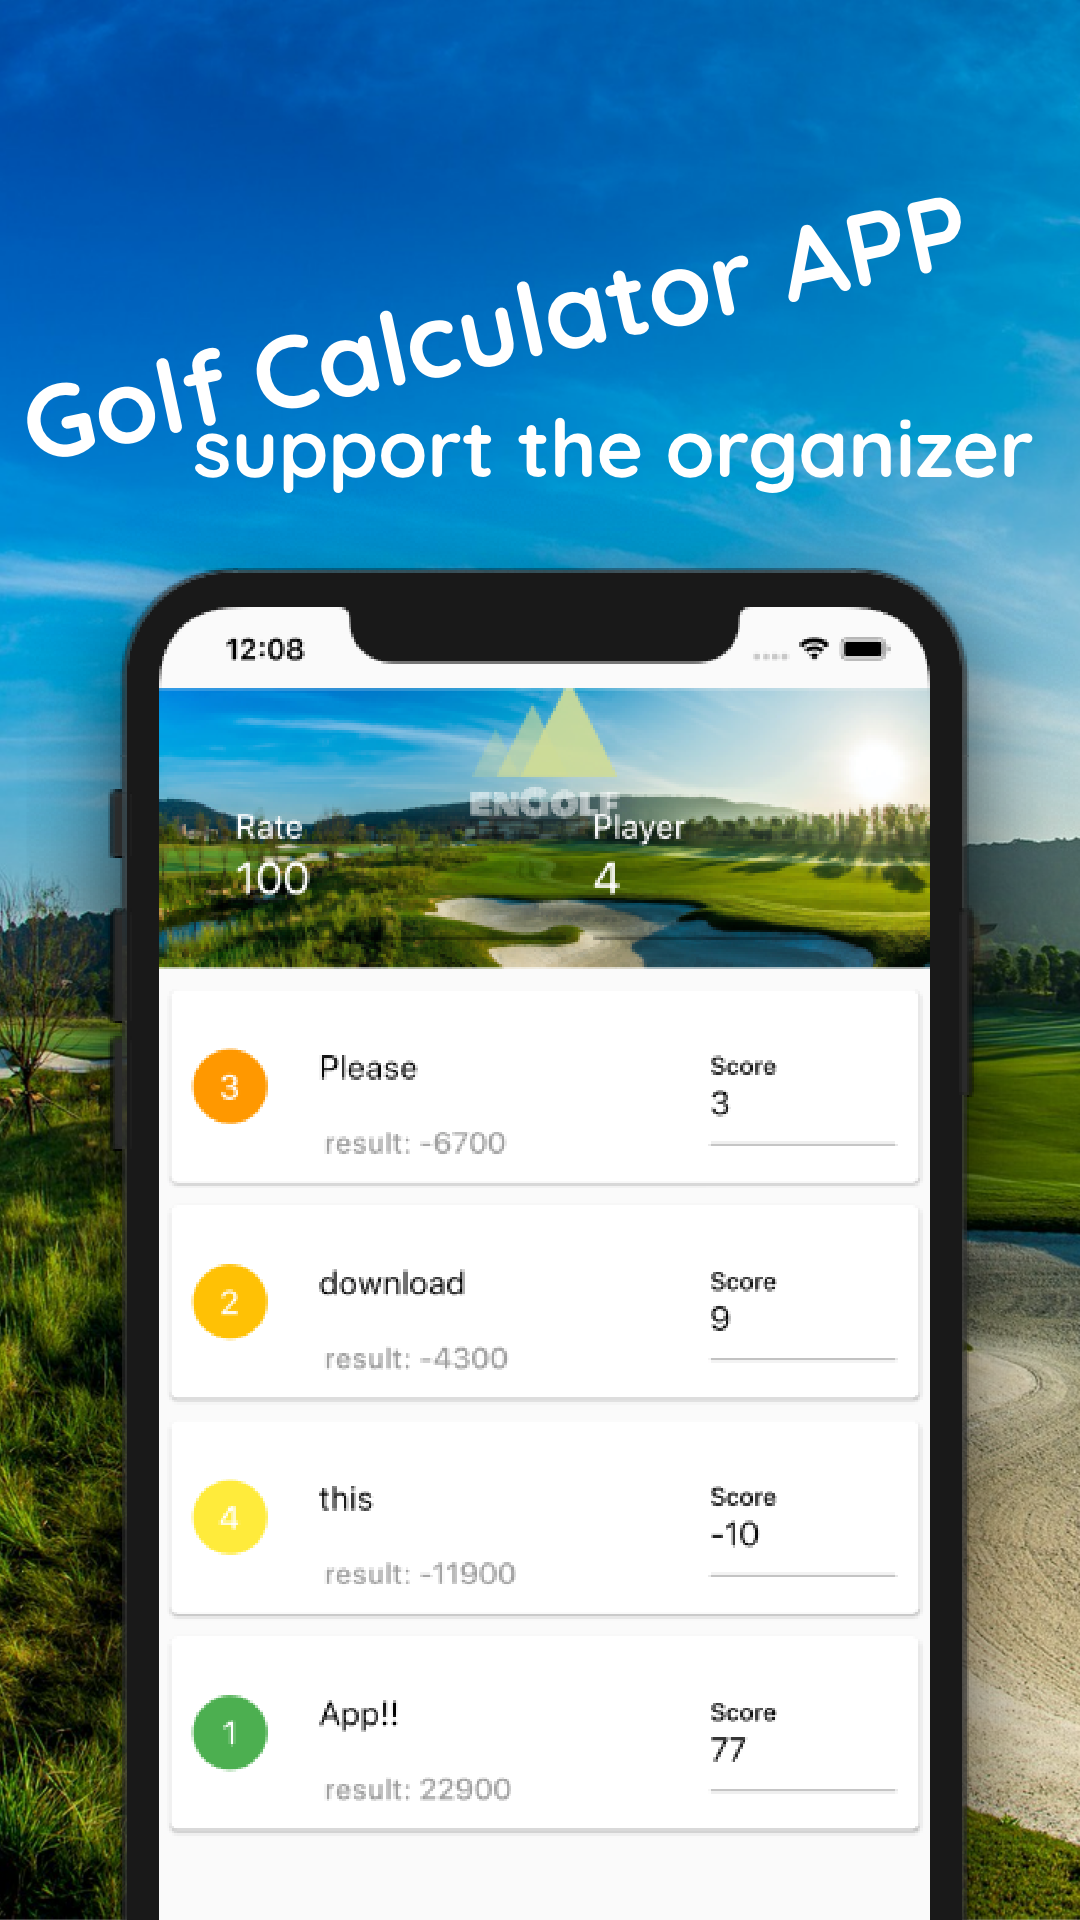 Golf Calculator APP
support the organizer
12:08
ENGOLF
Rate
Player
100
4
3
Please
Score
3
result: -6700
2
download
Score
9
result: -4300
4
this
Score
-10
result: -11900
1
App!!
Score
77
result: 22900